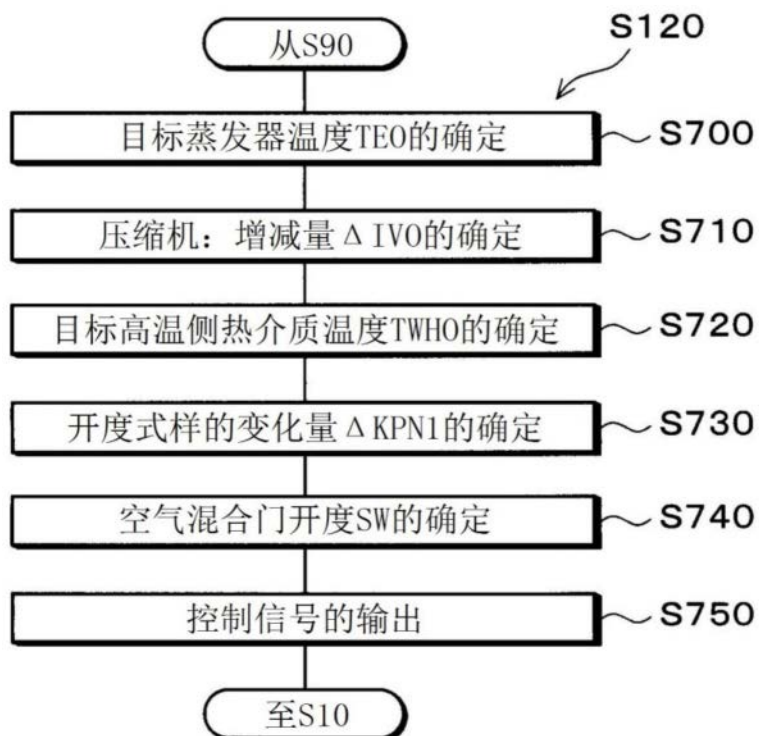 从S90
S120
目标蒸发器温度TEO的确定
S700
压缩机：增减量ΔIVO的确定
S710
目标高温侧热介质温度TWHO的确定
S720
开度式样的变化量ΔKPN1的确定
S730
空气混合门开度SW的确定
S740
控制信号的输出
S750
至S10